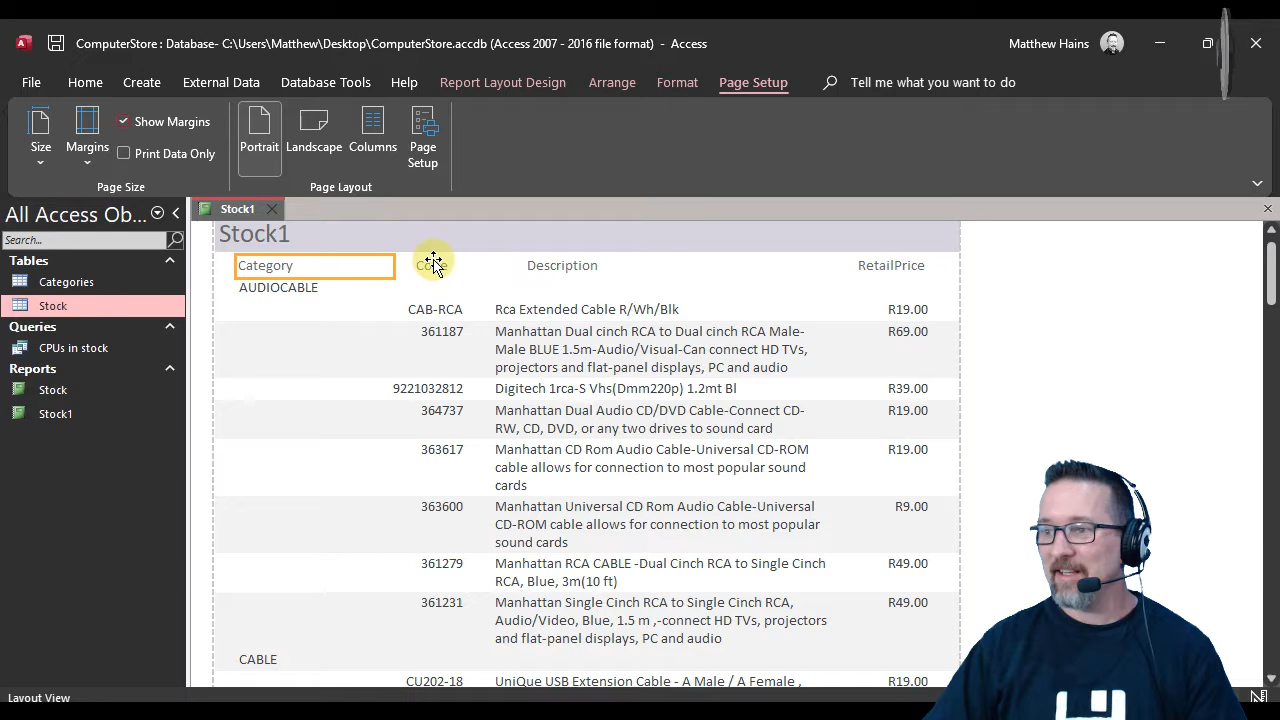 ComputerStore : Database- C:\Users\Matthew\Desktop\ComputerStore.accdb (Access 2007 - 2016 file format) - Access
Matthew Hains
File Home Create External Data Database Tools Help Report Layout Design Arrange Format Page Setup Tell me what you want to do
Size
Margins
Show Margins
Print Data Only
Portrait
Landscape
Columns
Page
Setup
Page Size
Page Layout
All Access Ob...
Search...
Tables
Categories
Stock
Queries
CPUs in stock
Reports
Stock
Stock1
Stock1
Stock1
Category Description RetailPrice
AUDIOCABLE
CAB-RCA Rca Extended Cable R/Wh/Blk R19.00
361187 Manhattan Dual cinch RCA to Dual cinch RCA Male- R69.00
Male BLUE 1.5m-Audio/Visual-Can connect HD TVs,
projectors and flat-panel displays, PC and audio
9221032812 Digitech 1rca-S Vhs(Dmm220p) 1.2mt Bl R39.00
364737 Manhattan Dual Audio CD/DVD Cable-Connect CD- R19.00
RW, CD, DVD, or any two drives to sound card
363617 Manhattan CD Rom Audio Cable-Universal CD-ROM R19.00
cable allows for connection to most popular sound
cards
363600 Manhattan Universal CD Rom Audio Cable-Universal R9.00
CD-ROM cable allows for connection to most popular
sound cards
361279 Manhattan RCA CABLE -Dual Cinch RCA to Single Cinch R49.00
RCA, Blue, 3m(10 ft)
361231 Manhattan Single Cinch RCA to Single Cinch RCA, R49.00
Audio/Video, Blue, 1.5 m ,-connect HD TVs, projectors
and flat-panel displays, PC and audio
CABLE
CU202-18 UniQue USB Extension Cable - A Male / A Female , R19.00
Layout View